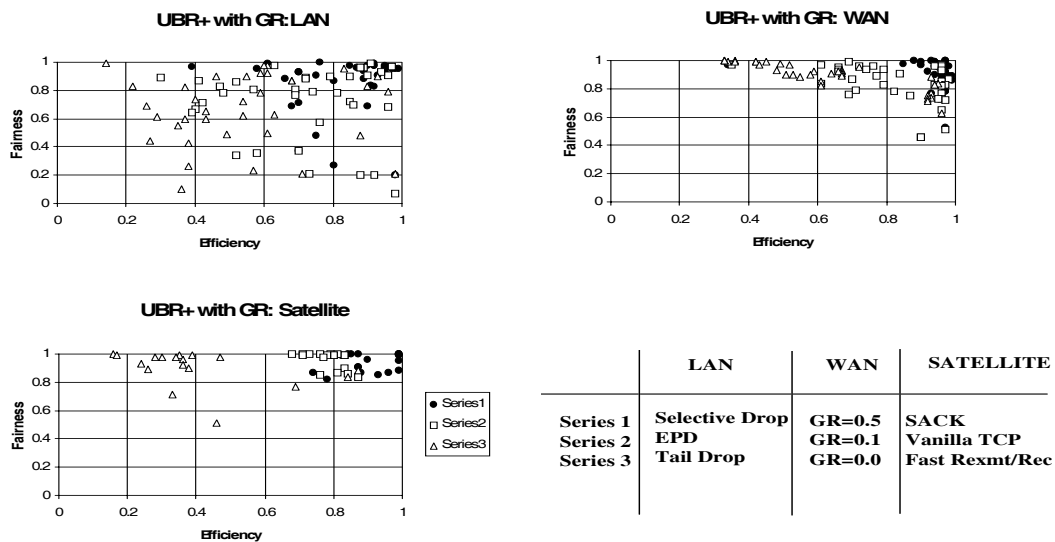 UBR+ with GR: LAN
1
0.8
0.6
0.4
0.2
0
Fairness
0 0.2 0.4 0.6 0.8 1
Efficiency
UBR+ with GR: WAN
1
0.8
0.6
0.4
0.2
0
Fairness
0 0.2 0.4 0.6 0.8 1
Efficiency
UBR+ with GR: Satellite
1
0.8
0.6
0.4
0.2
0
Fairness
0 0.2 0.4 0.6 0.8 1
Efficiency
Series1
Series2
Series3
LAN WAN SATELLITE
Series 1 Selective Drop GR=0.5 SACK
Series 2 EPD GR=0.1 Vanilla TCP
Series 3 Tail Drop GR=0.0 Fast Rexmt/Rec